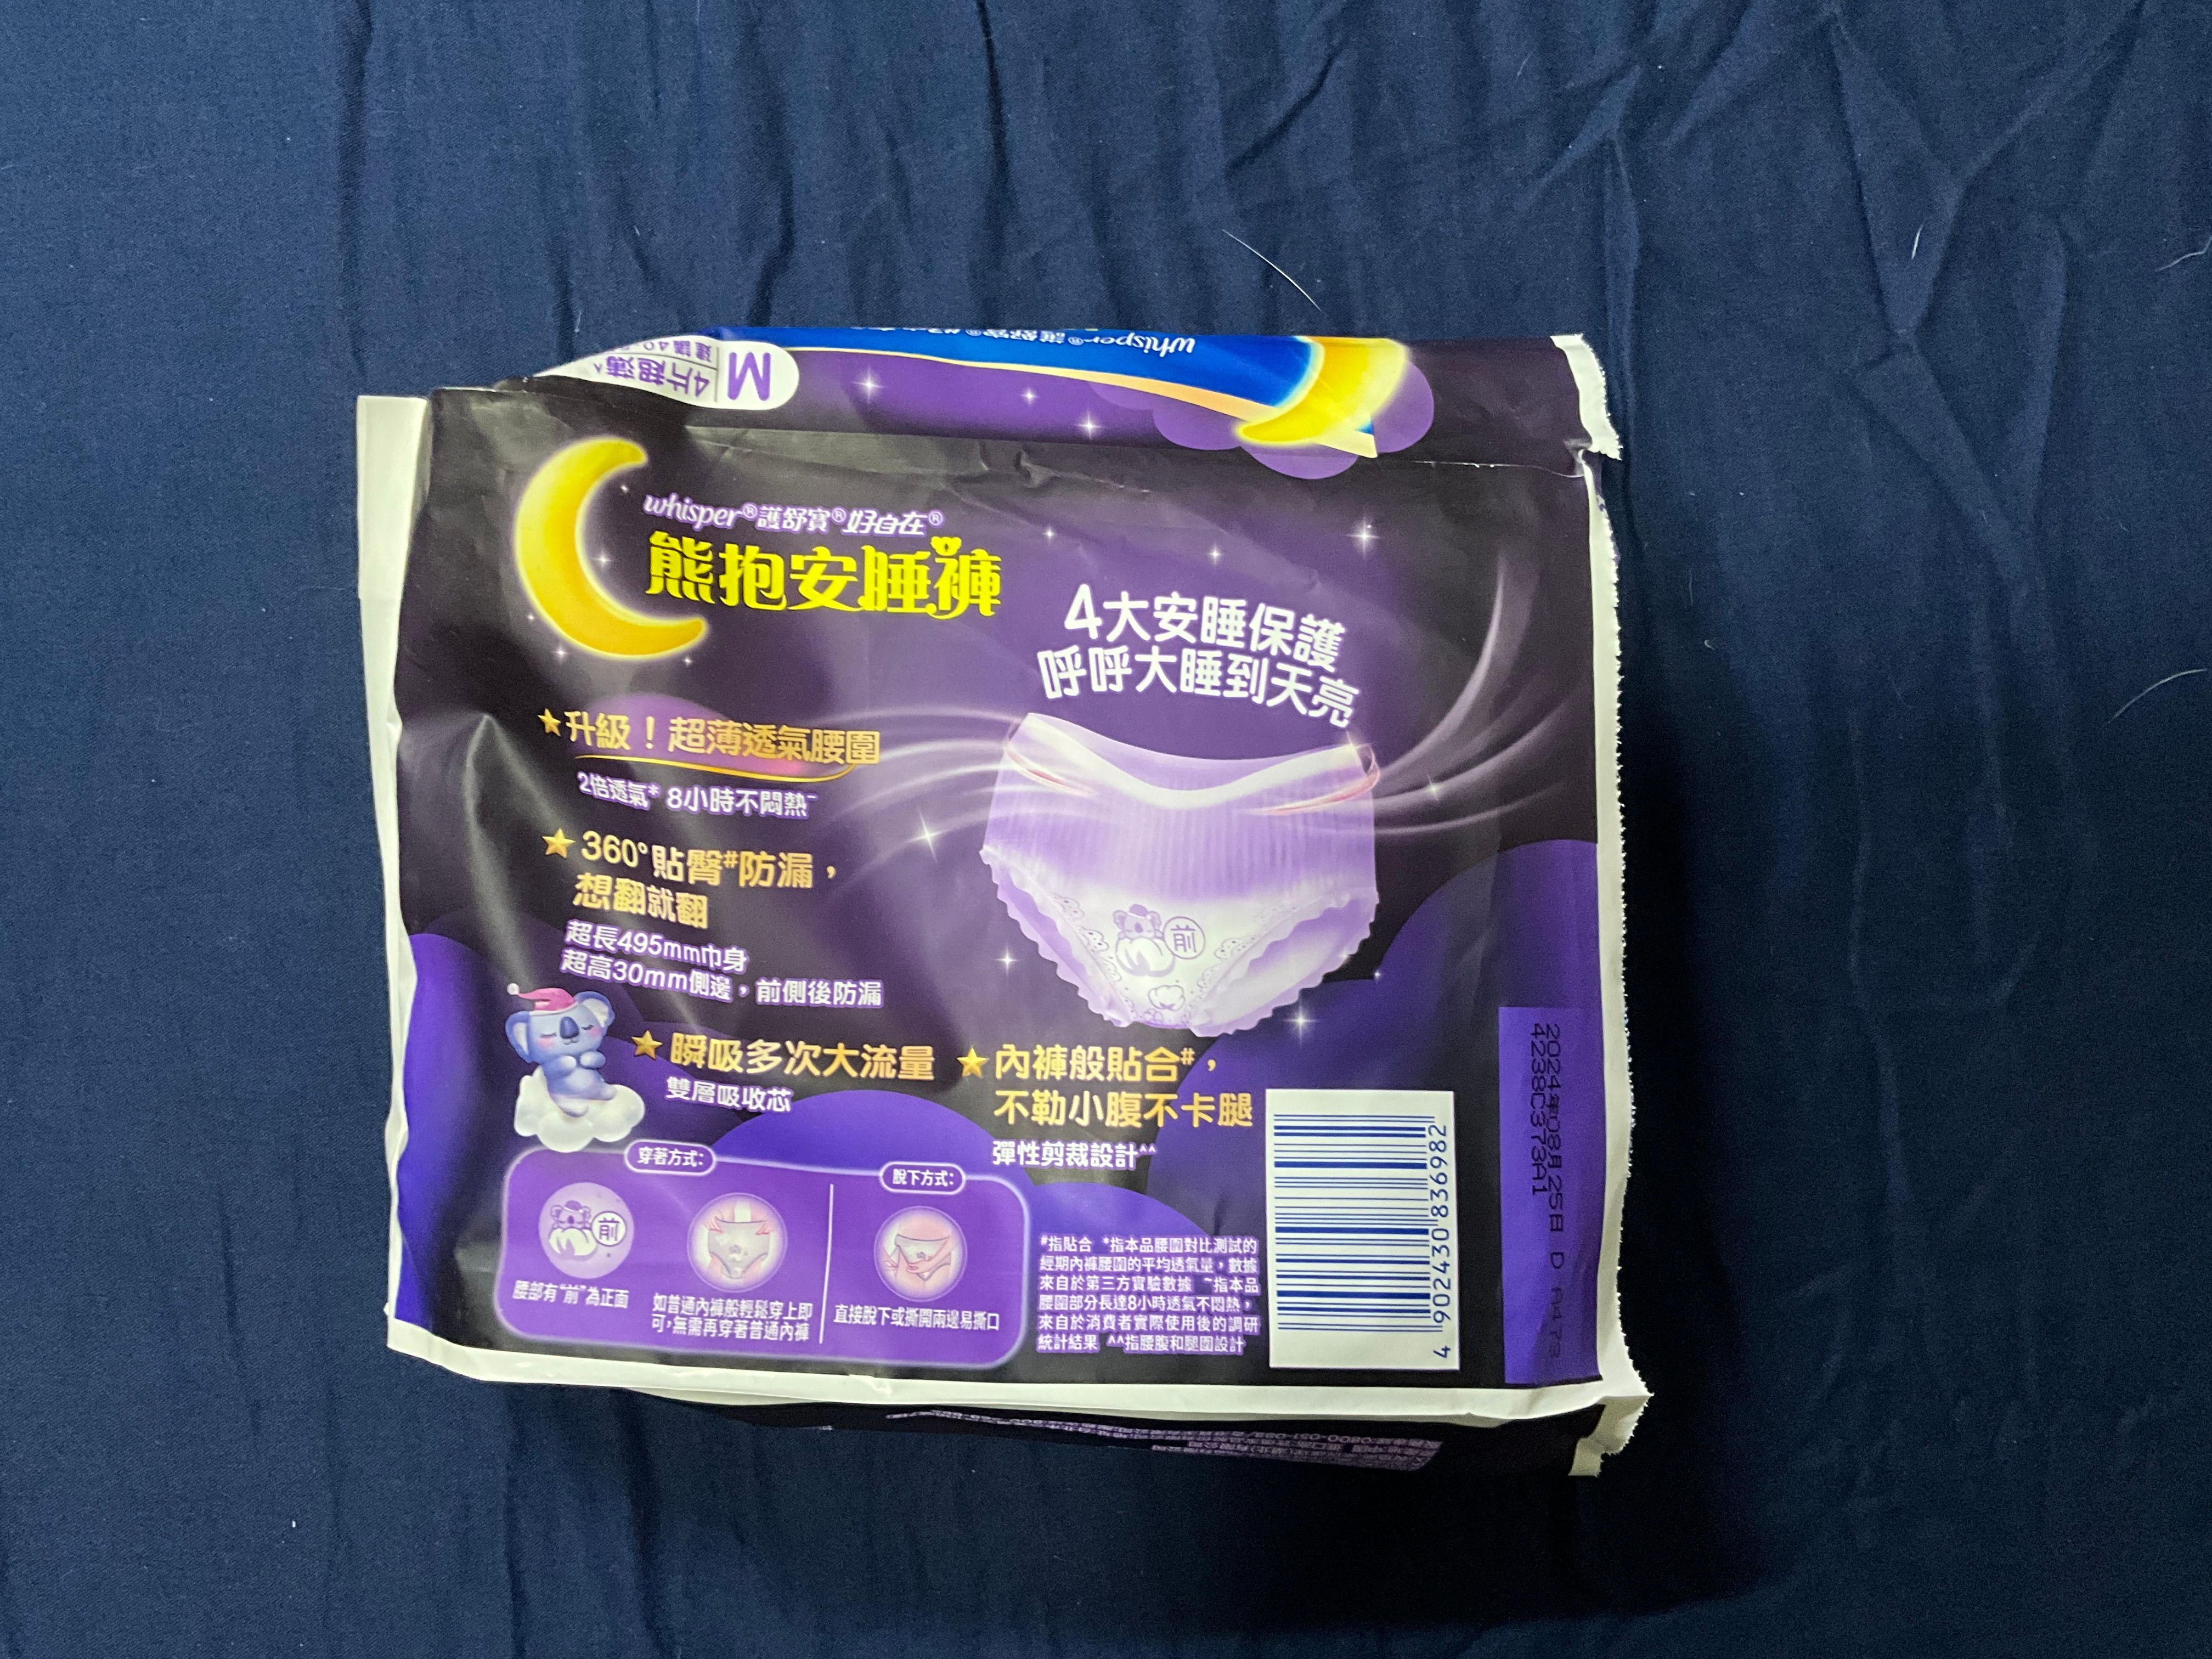 whisper®護舒寶®
M
4片超薄^
whisper®護舒寶®好自在®
熊抱安睡褲
4大安睡保護
呼呼大睡到天亮
升級！超薄透氣腰圍
2倍透氣* 8小時不悶熱~
360°貼臀#防漏，
想翻就翻
超長495mm巾身
超高30mm側邊，前側後防漏
前
瞬吸多次大流量
雙層吸收芯
內褲般貼合#，
不勒小腹不卡腿
彈性剪裁設計^^
穿著方式：
前
腰部有“前”為正面
如普通內褲般輕鬆穿上即
可，無需再穿著普通內褲
脫下方式：
直接脫下或撕開兩邊易撕口
#指貼合 *指本品腰圍對比測試的
經期內褲腰圍的平均透氣量，數據
來自於第三方實驗數據 ~指本品
腰圍部分長達8小時透氣不悶熱，
來自於消費者實際使用後的調研
統計結果 ^^指腰腹和腿圍設計
4 902430 836982
2024年08月25日 D
4238C373A1